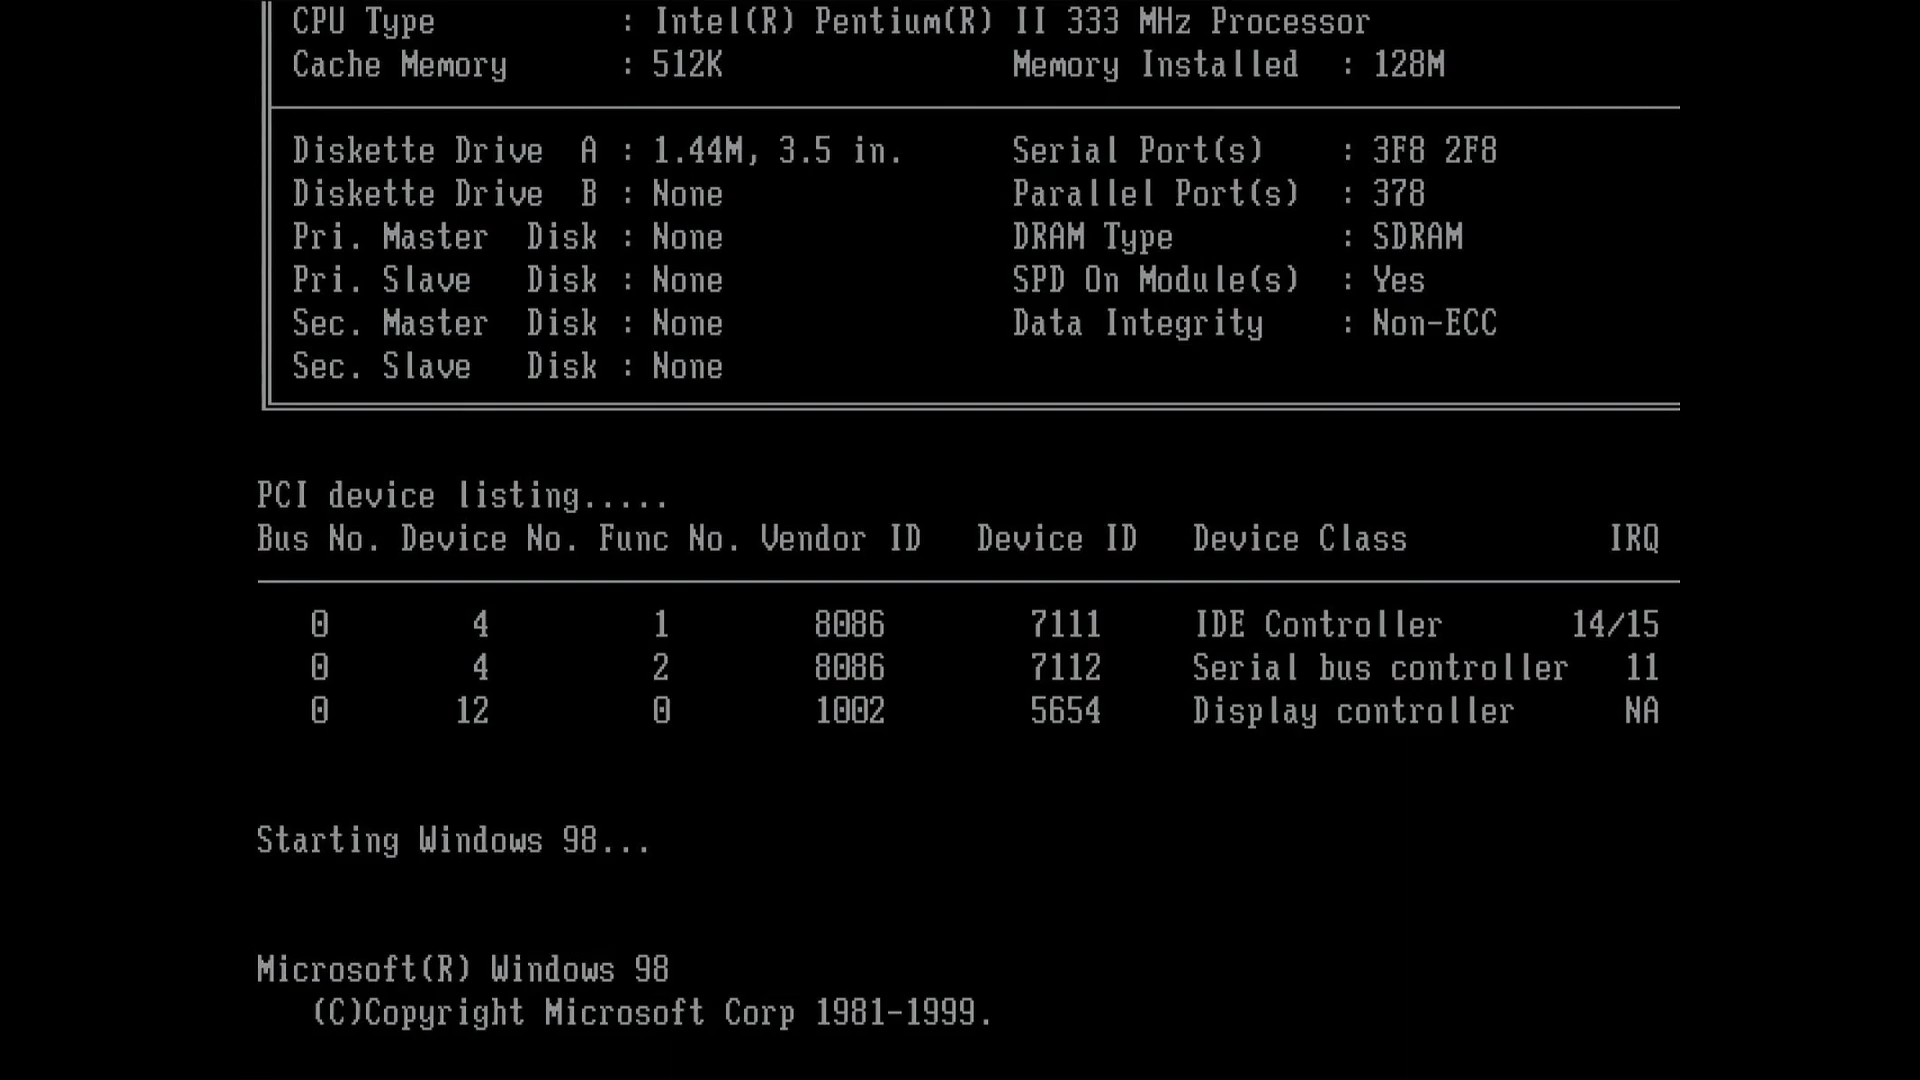 CPU Type : Intel(R) Pentium(R) II 333 MHz Processor
Cache Memory : 512K Memory Installed : 128M
Diskette Drive A : 1.44M, 3.5 in. Serial Port(s) : 3F8 2F8
Diskette Drive B : None Parallel Port(s) : 378
Pri. Master Disk : None DRAM Type : SDRAM
Pri. Slave Disk : None SPD On Module(s) : Yes
Sec. Master Disk : None Data Integrity : Non-ECC
Sec. Slave Disk : None
PCI device listing.....
Bus No. Device No. Func No. Vendor ID Device ID Device Class IRQ
0 4 1 8086 7111 IDE Controller 14/15
0 4 2 8086 7112 Serial bus controller 11
0 12 0 1002 5654 Display controller NA
Starting Windows 98...
Microsoft(R) Windows 98
(C)Copyright Microsoft Corp 1981-1999.